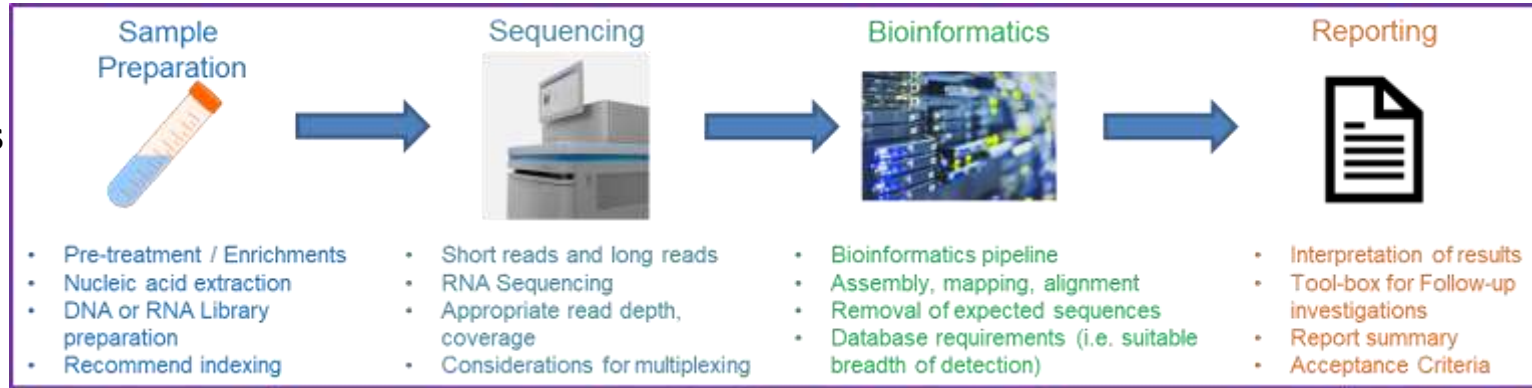 Sample
Preparation
Sequencing
Bioinformatics
Reporting
s
• Pre-treatment / Enrichments
• Nucleic acid extraction
• DNA or RNA Library
preparation
• Recommend indexing
• Short reads and long reads
• RNA Sequencing
• Appropriate read depth,
coverage
• Considerations for multiplexing
• Bioinformatics pipeline
• Assembly, mapping, alignment
• Removal of expected sequences
• Database requirements (i.e. suitable
breadth of detection)
• Interpretation of results
• Tool-box for Follow-up
investigations
• Report summary
• Acceptance Criteria